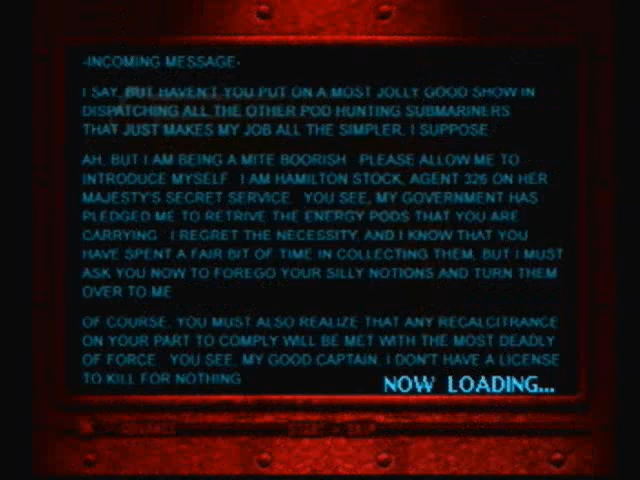 -INCOMING MESSAGE-
I SAY, BUT HAVEN'T YOU PUT ON A MOST JOLLY GOOD SHOW IN
DISPATCHING ALL THE OTHER POD HUNTING SUBMARINERS
THAT JUST MAKES MY JOB ALL THE SIMPLER, I SUPPOSE
AH, BUT I AM BEING A MITE BOORISH. PLEASE ALLOW ME TO
INTRODUCE MYSELF. I AM HAMILTON STOCK, AGENT 326 ON HER
MAJESTY'S SECRET SERVICE. YOU SEE, MY GOVERNMENT HAS
PLEDGED ME TO RETRIVE THE ENERGY PODS THAT YOU ARE
CARRYING. I REGRET THE NECESSITY, AND I KNOW THAT YOU
HAVE SPENT A FAIR BIT OF TIME IN COLLECTING THEM, BUT I MUST
ASK YOU NOW TO FOREGO YOUR SILLY NOTIONS AND TURN THEM
OVER TO ME
OF COURSE, YOU MUST ALSO REALIZE THAT ANY RECALCITRANCE
ON YOUR PART TO COMPLY WILL BE MET WITH THE MOST DEADLY
OF FORCE. YOU SEE, MY GOOD CAPTAIN, I DON'T HAVE A LICENSE
TO KILL FOR NOTHING
NOW LOADING...